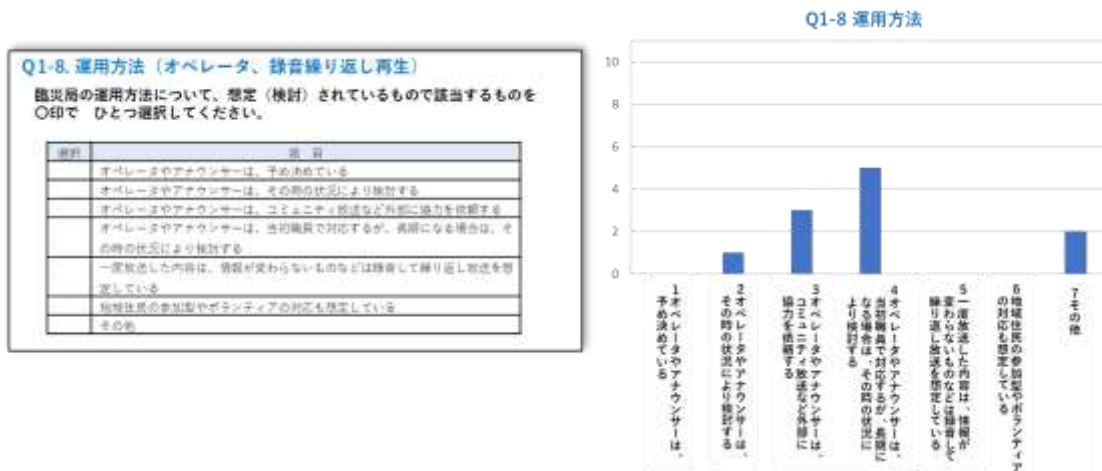 Q1-8. 運用方法（オペレータ、録音繰り返し再生）
臨災局の運用方法について、想定（検討）されているもので該当するものを
〇印で　ひとつ選択してください。
選択 項　目
オペレータやアナウンサーは、予め決めている
オペレータやアナウンサーは、その時の状況により検討する
オペレータやアナウンサーは、コミュニティ放送など外部に協力を依頼する
オペレータやアナウンサーは、当初職員で対応するが、長期になる場合は、そ
の時の状況により検討する
一度放送した内容は、情報が変わらないものなどは録音して繰り返し放送を想
定している
地域住民の参加型やボランティアの対応も想定している
その他
Q1-8 運用方法
10
8
6
4
2
0
1オペレータやアナウンサーは、
予め決めている
2オペレータやアナウンサーは、
その時の状況により検討する
3オペレータやアナウンサーは、
コミュニティ放送など外部に
協力を依頼する
4オペレータやアナウンサーは、
当初職員で対応するが、長期に
なる場合は、その時の状況に
より検討する
5一度放送した内容は、情報が
変わらないものなどは録音して
繰り返し放送を想定している
6地域住民の参加型やボランティア
の対応も想定している
7その他